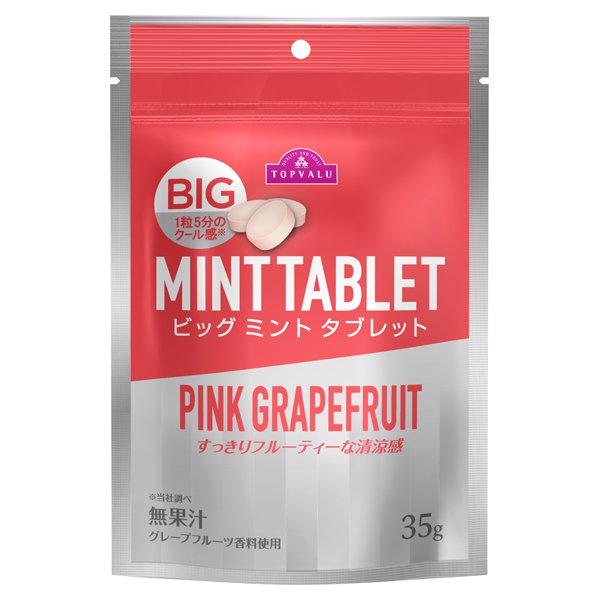 QUALITY AND TRUST
TOPVALU
BIG
1粒5分の
クール感※
MINT TABLET
ビッグ ミント タブレット
PINK GRAPEFRUIT
すっきりフルーティーな清涼感
※当社調べ
無果汁
グレープフルーツ香料使用
35g